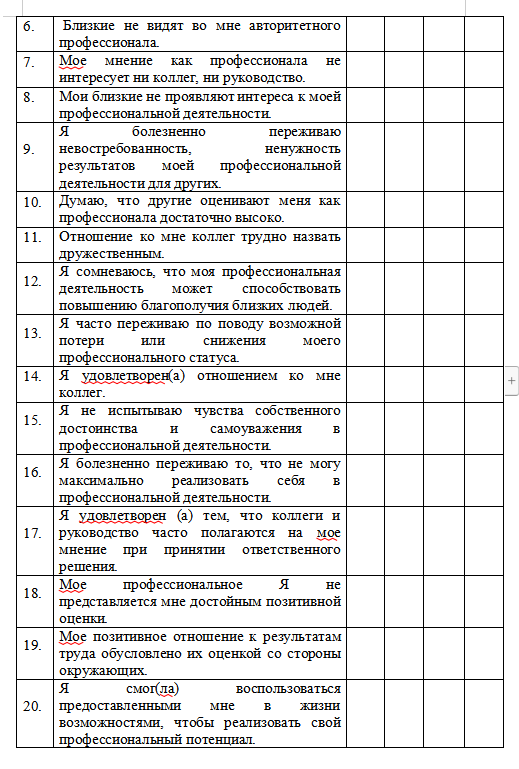 6. Близкие не видят во мне авторитетного
профессионала.
7. Мое мнение как профессионала не
интересует ни коллег, ни руководство.
8. Мои близкие не проявляют интереса к моей
профессиональной деятельности.
Я болезненно переживаю
9. невостребованность, ненужность
результатов моей профессиональной
деятельности для других.
10. Думаю, что другие оценивают меня как
профессионала достаточно высоко.
11. Отношение ко мне коллег трудно назвать
дружественным.
Я сомневаюсь, что моя профессиональная
12. деятельность может способствовать
повышению благополучия близких людей.
Я часто переживаю по поводу возможной
13. потери или снижения моего
профессионального статуса.
14. Я удовлетворен(а) отношением ко мне
коллег.
Я не испытываю чувства собственного
15. достоинства и самоуважения в
профессиональной деятельности.
Я болезненно переживаю то, что не могу
16. максимально реализовать себя в
профессиональной деятельности.
Я удовлетворен (а) тем, что коллеги и
17. руководство часто полагаются на мое
мнение при принятии ответственного
решения.
18. Мое профессиональное Я не
представляется мне достойным позитивной
оценки.
19. Мое позитивное отношение к результатам
труда обусловлено их оценкой со стороны
окружающих.
Я смог(ла) воспользоваться
20. предоставленными мне в жизни
возможностями, чтобы реализовать свой
профессиональный потенциал.